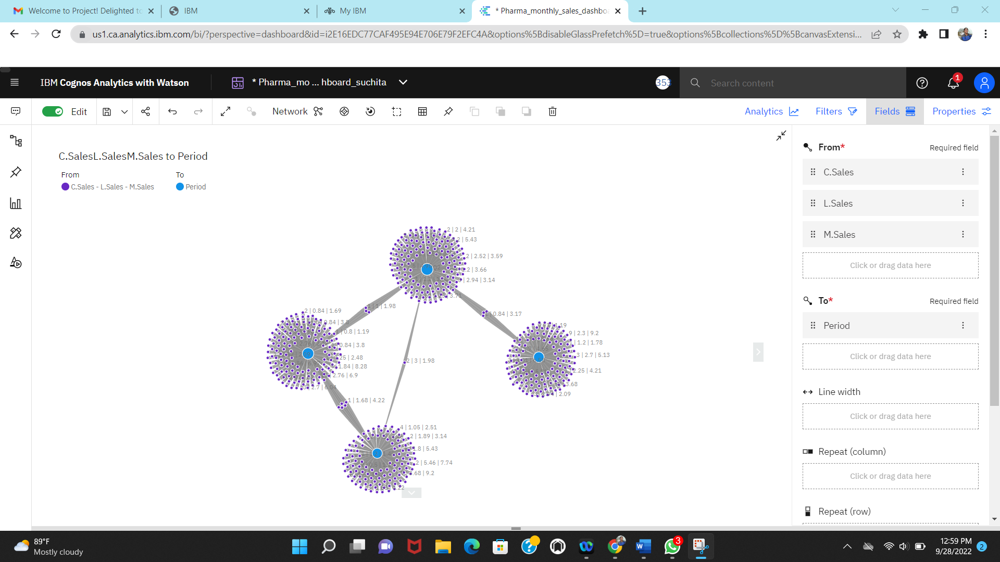 Welcome to Project! Delighted to
IBM
My IBM
* Pharma_monthly_sales_dashbo
us1.ca.analytics.ibm.com/bi/?perspective=dashboard&id=i2E16EDC77CAF495E94E706E79F2EFC4A&options%5BdisableGlassPrefetch%5D=true&options%5Bcollections%5D%5BcanvasExtensi...
IBM Cognos Analytics with Watson
* Pharma_mo ... hboard_suchita
353
Search content
1
Edit
Network
Analytics
Filters
Fields
Properties
C.SalesL.SalesM.Sales to Period
From
To
C.Sales - L.Sales - M.Sales
Period
2 | 2 | 4.21
2 | 5.43
2 | 2.52 | 3.59
1.2 | 3.66
2.94 | 3.14
3.71
1 | 1.98
0.84 | 3.17
2 | 0.84 | 1.69
0.84 | 3.8
1 | 0.8 | 1.19
0.84 | 3.8
25 | 2.48
1.84 | 8.28
2.76 | 6.9
3 | 2.7 | 6.04
1.19
9 | 2.3 | 9.2
1 | 1.2 | 1.78
3 | 2.7 | 5.13
2.25 | 4.21
3.68
2.09
2 | 3 | 1.98
1 | 1.68 | 4.22
4 | 1.05 | 2.51
2 | 1.89 | 3.14
1.8 | 5.43
2 | 5.46 | 7.74
.68 | 9.2
From*
Required field
C.Sales
L.Sales
M.Sales
Click or drag data here
To*
Required field
Period
Click or drag data here
Line width
Click or drag data here
Repeat (column)
Click or drag data here
Repeat (row)
89°F
Mostly cloudy
3
12:59 PM
9/28/2022
2